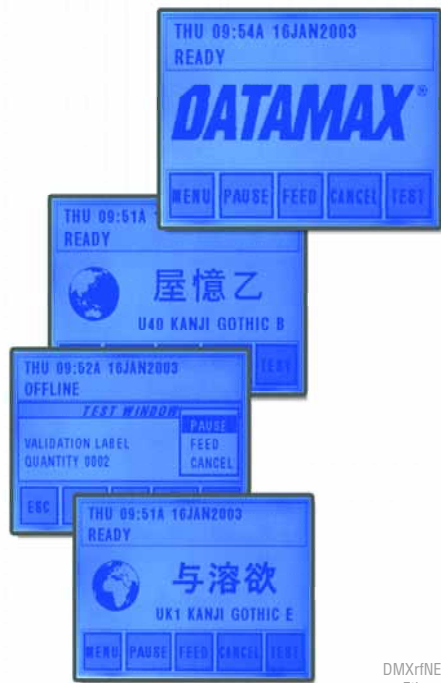 THU 09:54A 16JAN2003
READY
DATAMAX®
MENU PAUSE FEED CANCEL TEST
THU 09:51A
READY
屋憶乙
U40 KANJI GOTHIC B
TEST
THU 09:52A 16JAN2003
OFFLINE
TEST WINDOW
PAUSE
VALIDATION LABEL FEED
QUANTITY 0002 CANCEL
ESC
THU 09:51A 16JAN2003
READY
与溶欲
UK1 KANJI GOTHIC E
MENU PAUSE FEED CANCEL TEST
DMXrfNE